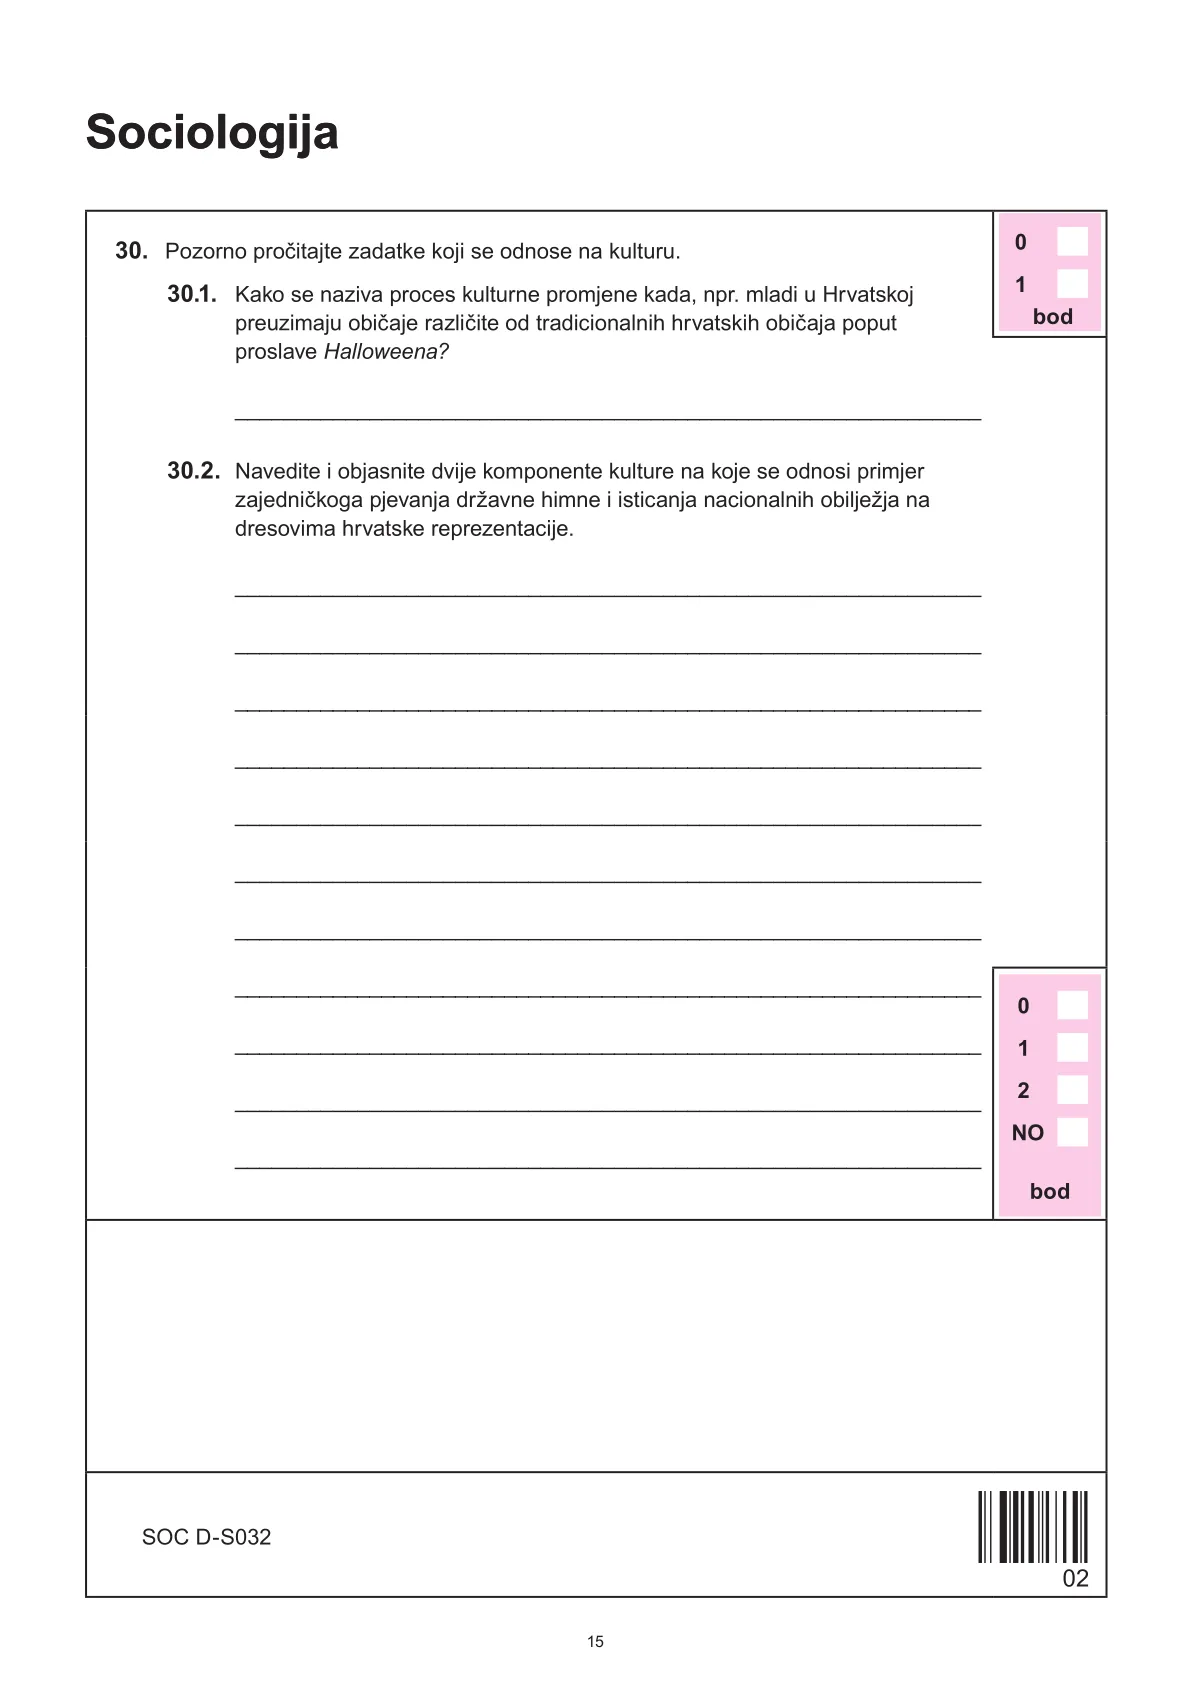 Sociologija
30. Pozorno pročitajte zadatke koji se odnose na kulturu.
30.1. Kako se naziva proces kulturne promjene kada, npr. mladi u Hrvatskoj
preuzimaju običaje različite od tradicionalnih hrvatskih običaja poput
proslave Halloweena?
0
1
bod
30.2. Navedite i objasnite dvije komponente kulture na koje se odnosi primjer
zajedničkoga pjevanja državne himne i isticanja nacionalnih obilježja na
dresovima hrvatske reprezentacije.
0
1
2
NO
bod
SOC D-S032
02
15